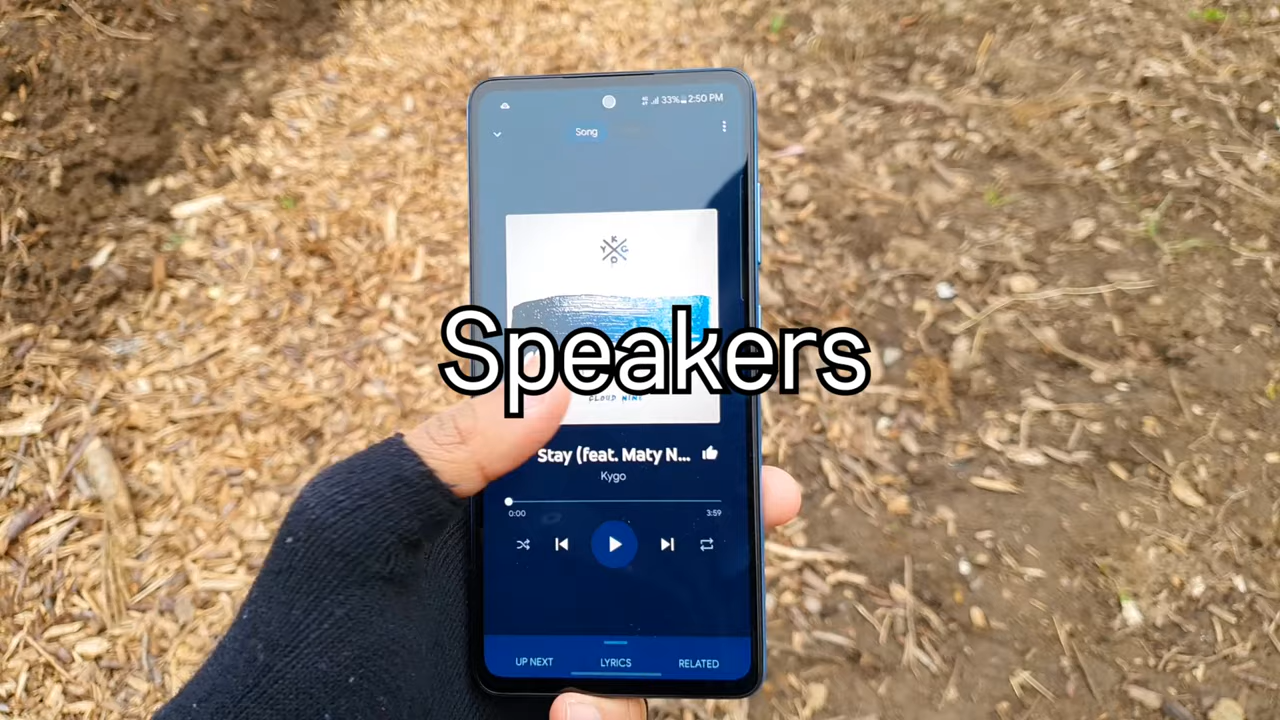 33% 2:50 PM
Song
K
Y G
O
Speakers
CLOUD NINE
Stay (feat. Maty N...
Kygo
0:00 3:59
UP NEXT LYRICS RELATED